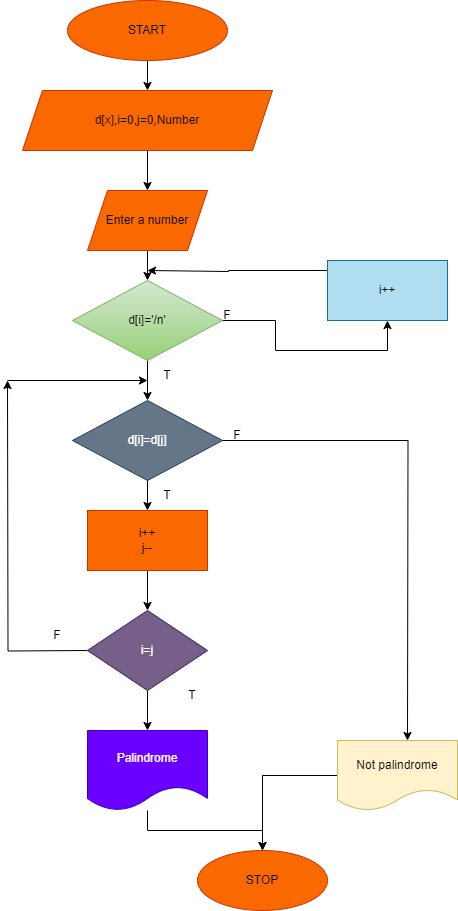 START
d[x],i=0,j=0,Number
Enter a number
i++
d[i]='/n'
F
T
d[i]=d[j]
F
T
i++
j--
i=j
F
T
Palindrome
Not palindrome
STOP